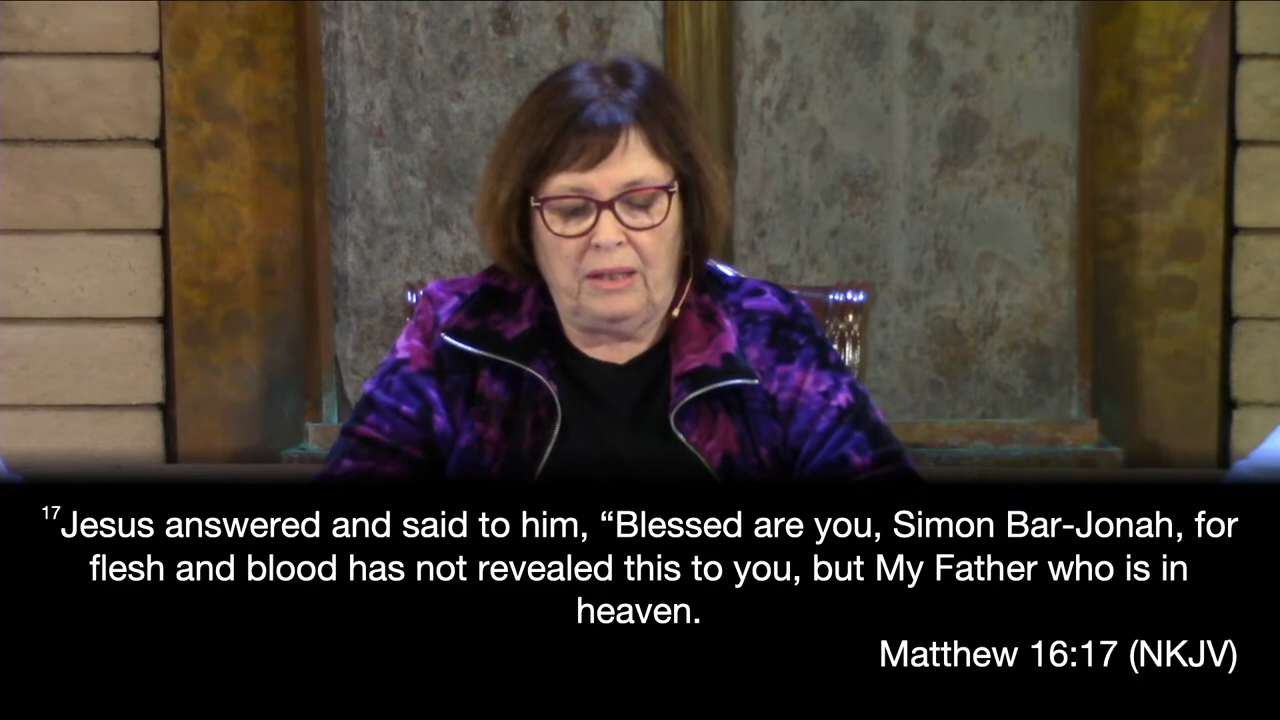 17Jesus answered and said to him, “Blessed are you, Simon Bar-Jonah, for
flesh and blood has not revealed this to you, but My Father who is in
heaven.
Matthew 16:17 (NKJV)